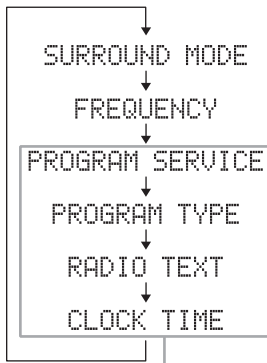 SURROUND MODE
FREQUENCY
PROGRAM SERVICE
PROGRAM TYPE
RADIO TEXT
CLOCK TIME